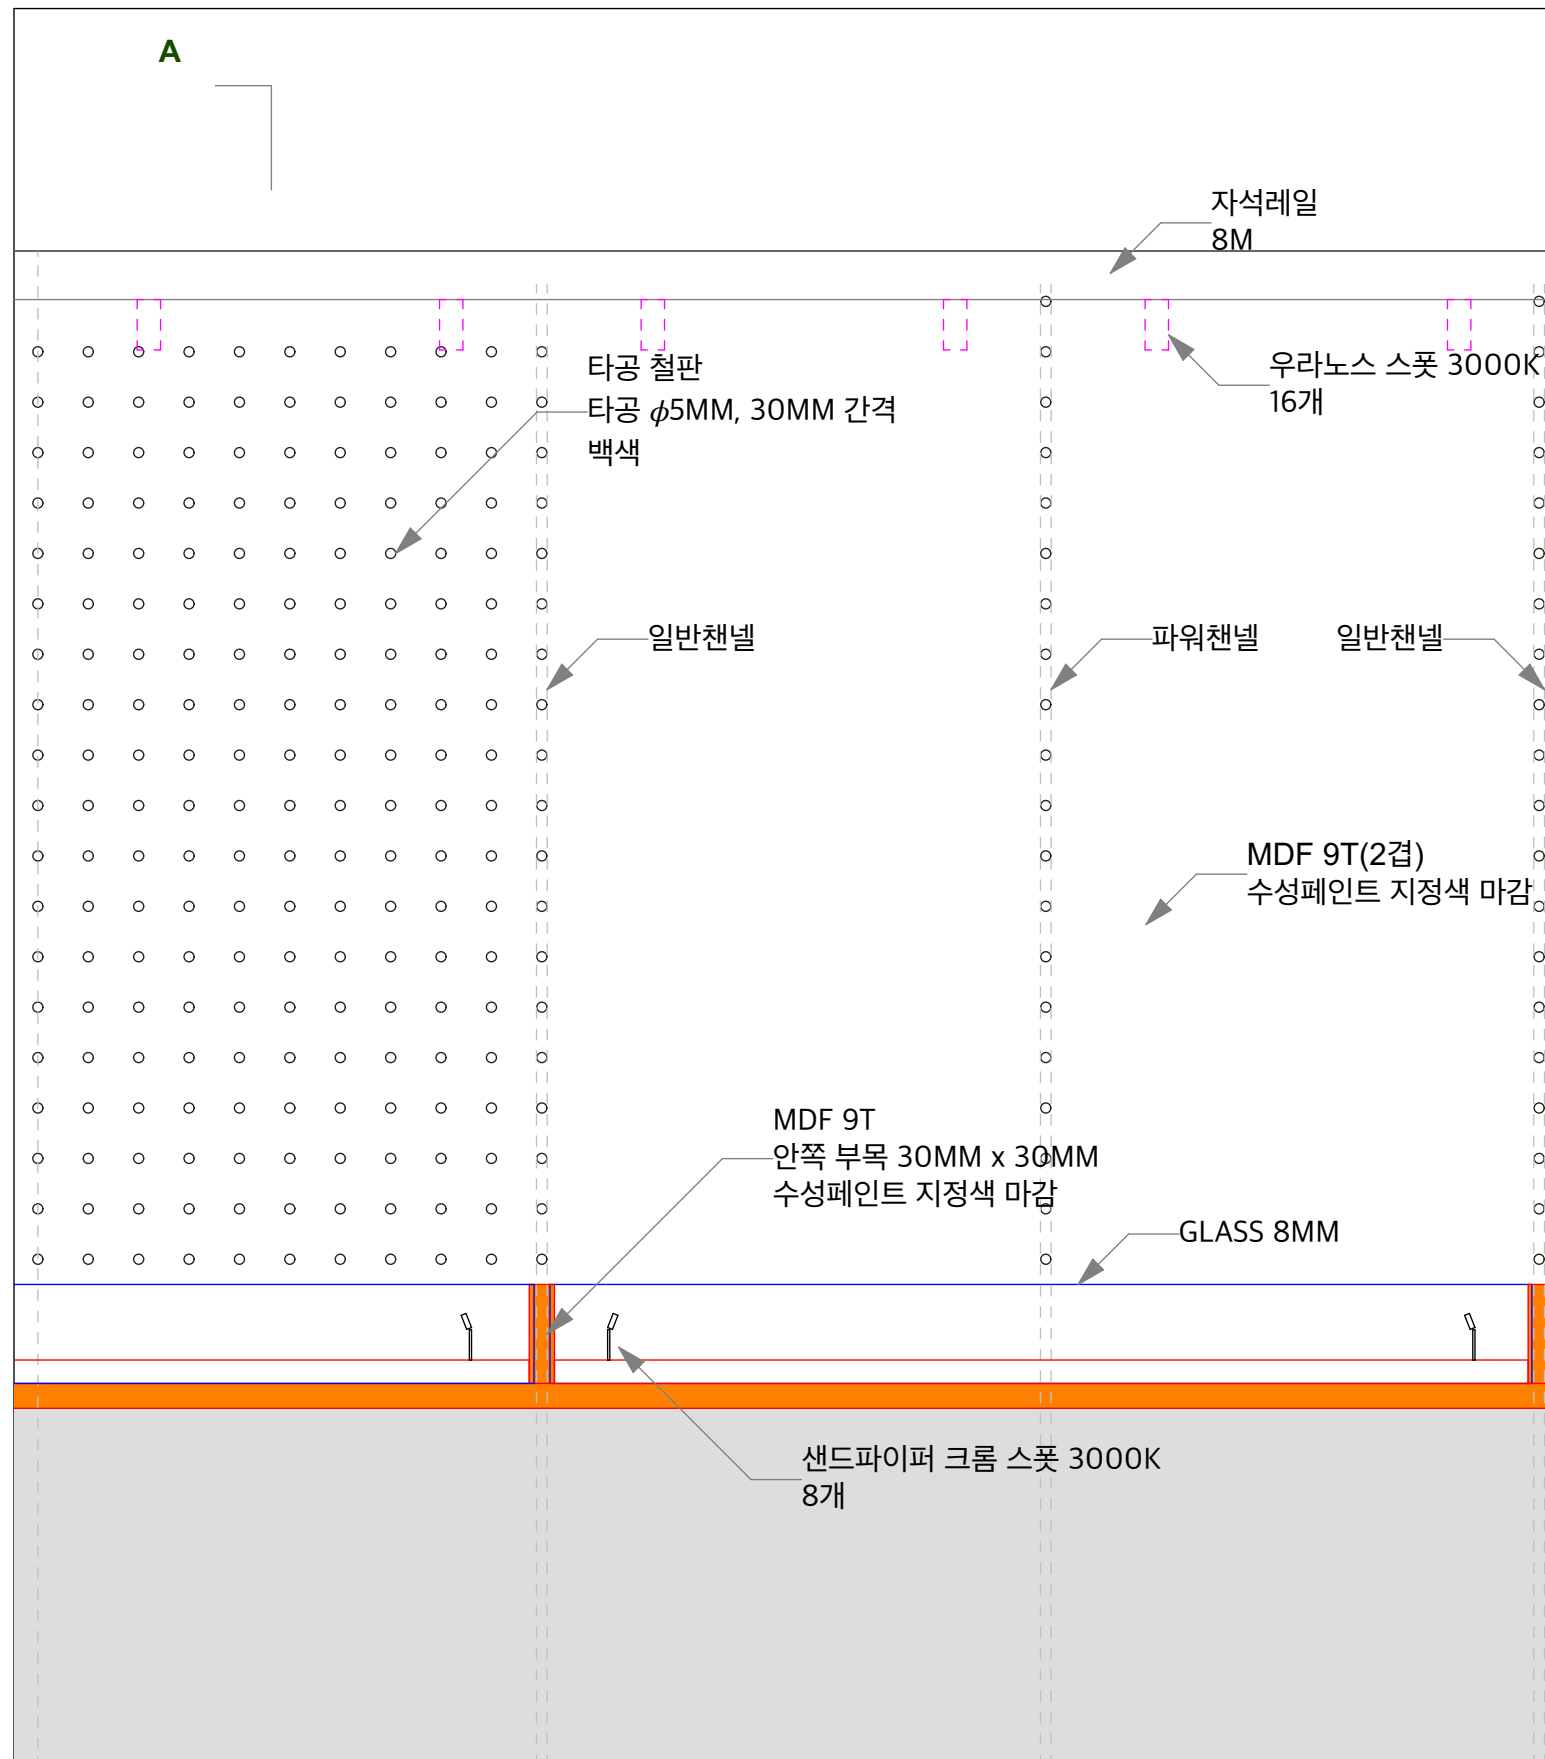 A
자석레일
8M
타공 철판
타공 ϕ5MM, 30MM 간격
백색
우라노스 스폿 3000K
16개
일반챈넬
파워챈넬
일반챈넬
MDF 9T(2겹)
수성페인트 지정색 마감
MDF 9T
안쪽 부목 30MM x 30MM
수성페인트 지정색 마감
GLASS 8MM
샌드파이퍼 크롬 스폿 3000K
8개